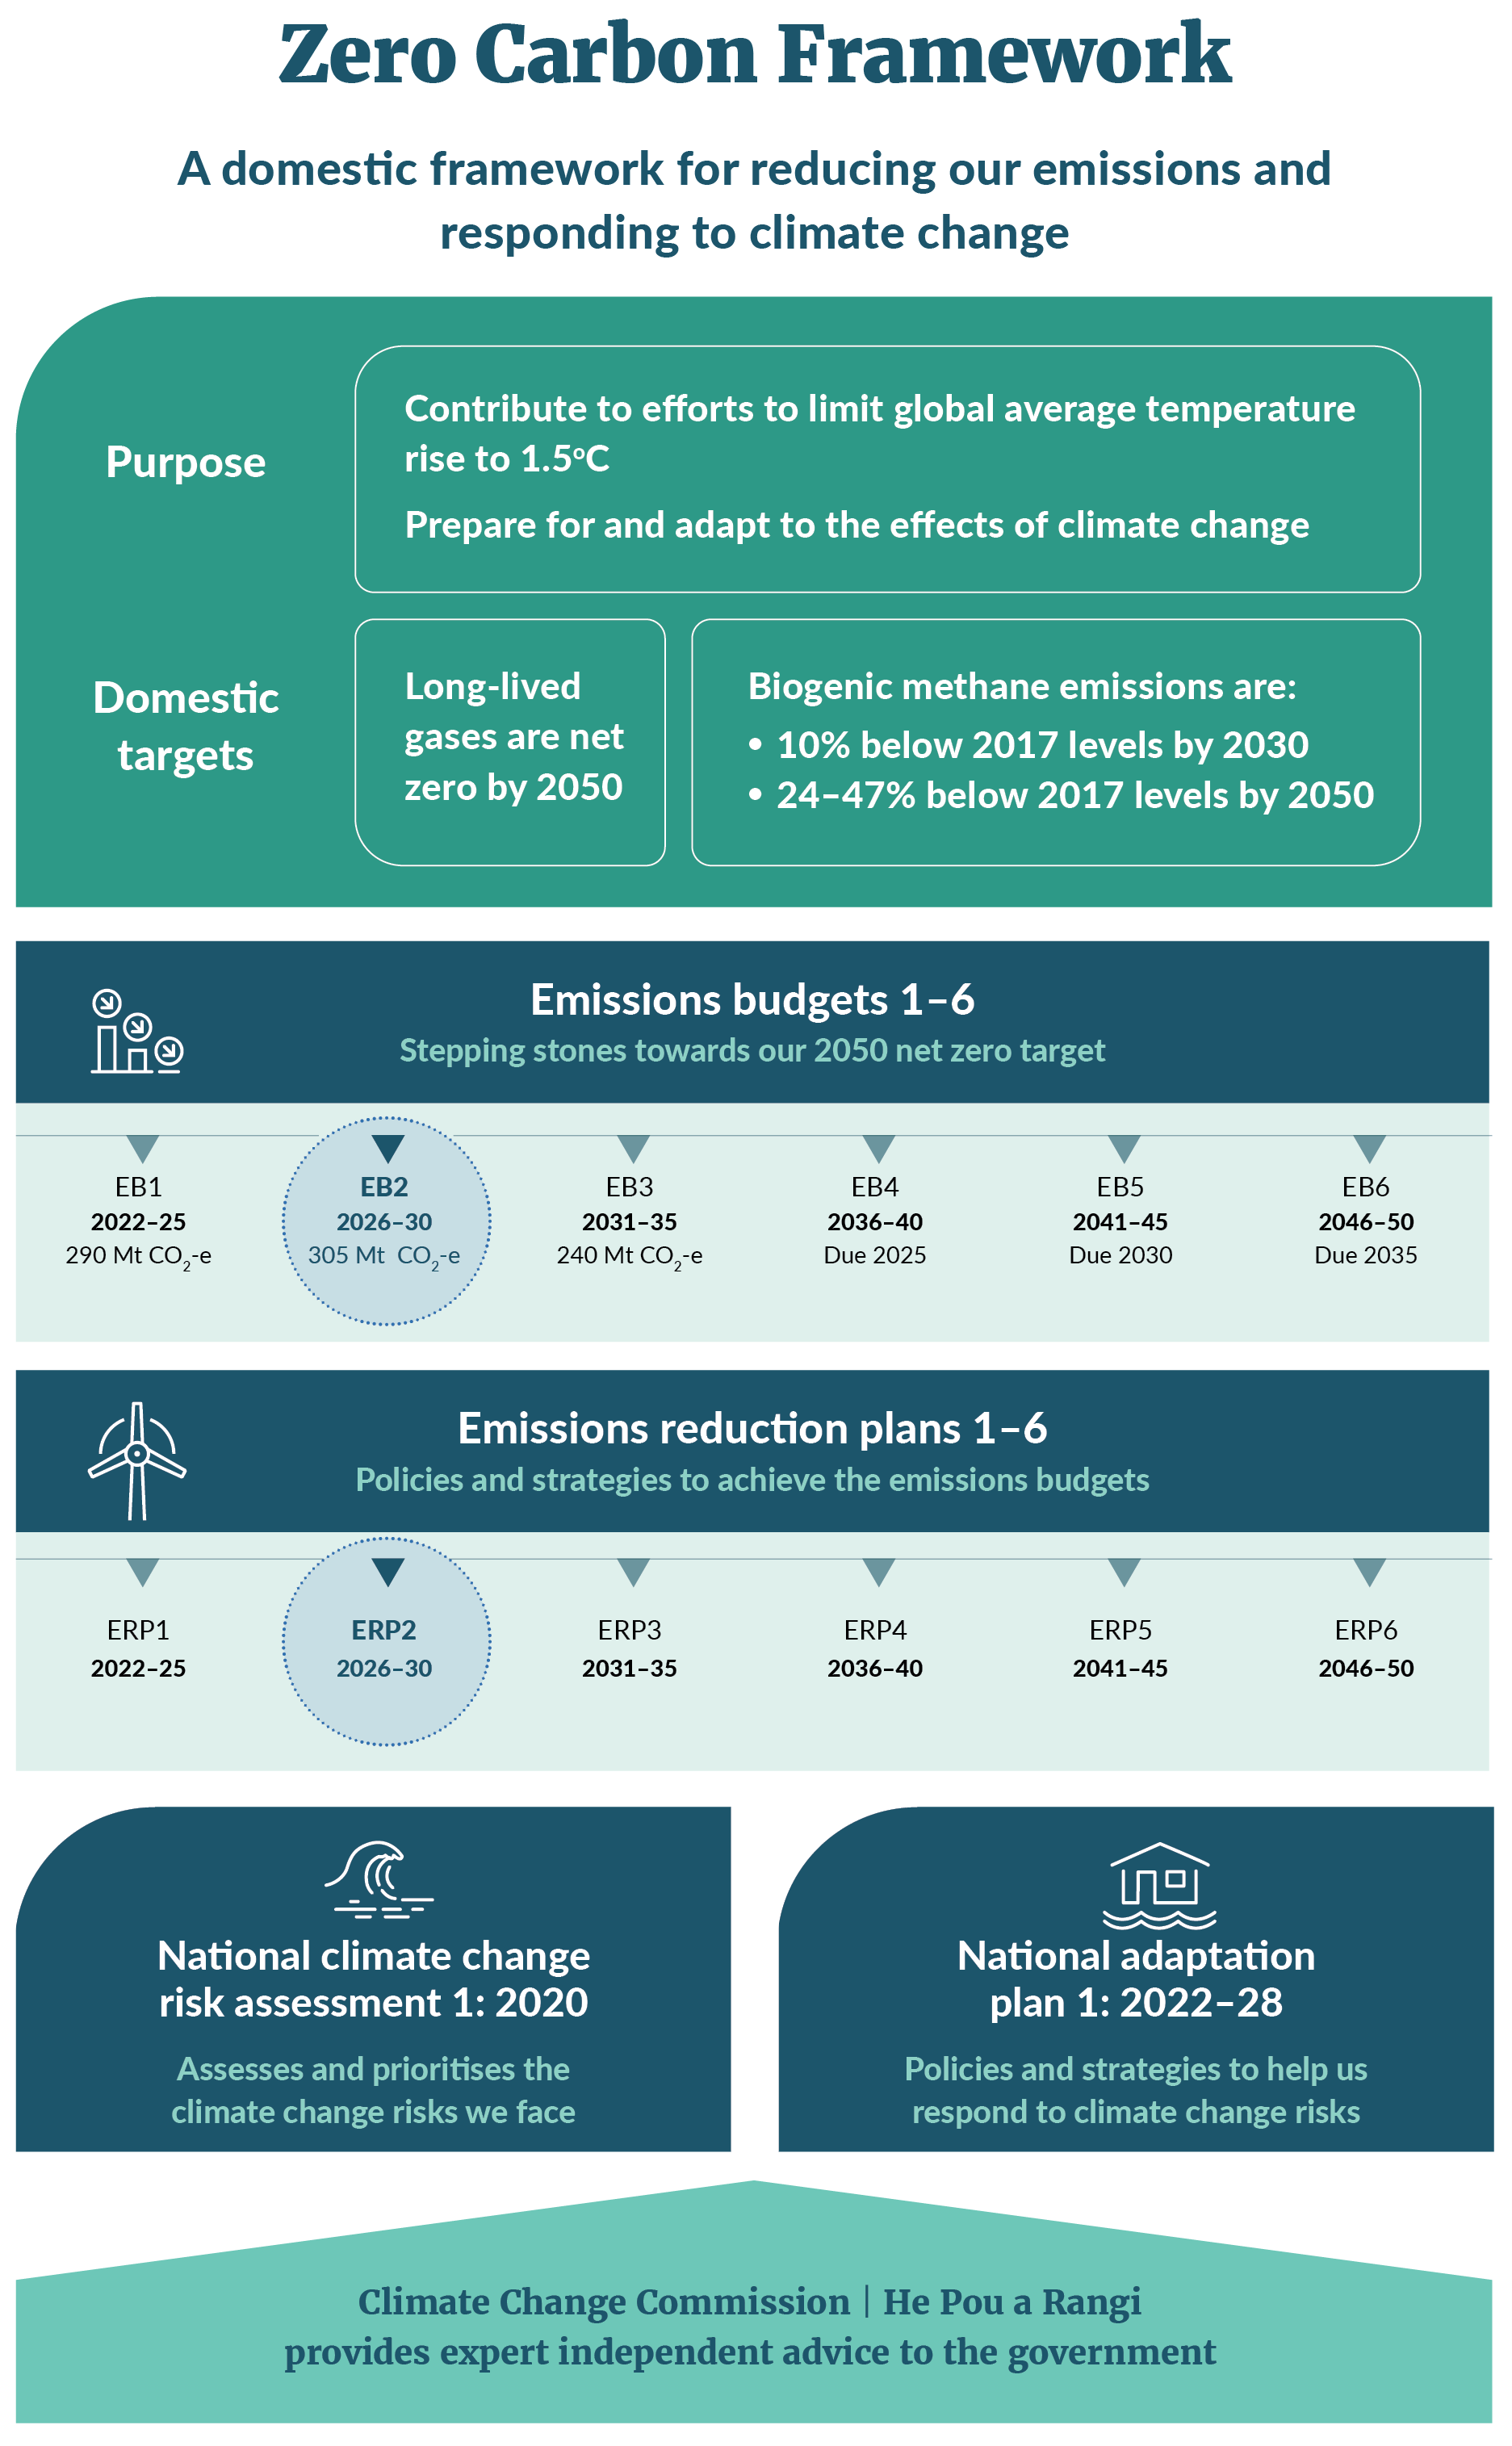 Zero Carbon Framework
A domestic framework for reducing our emissions and
responding to climate change
Purpose
Contribute to efforts to limit global average temperature
rise to 1.5ºC
Prepare for and adapt to the effects of climate change
Domestic
targets
Long-lived
gases are net
zero by 2050
Biogenic methane emissions are:
• 10% below 2017 levels by 2030
• 24–47% below 2017 levels by 2050
Emissions budgets 1–6
Stepping stones towards our 2050 net zero target
EB1
2022–25
290 Mt CO₂-e
EB2
2026–30
305 Mt CO₂-e
EB3
2031–35
240 Mt CO₂-e
EB4
2036–40
Due 2025
EB5
2041–45
Due 2030
EB6
2046–50
Due 2035
Emissions reduction plans 1–6
Policies and strategies to achieve the emissions budgets
ERP1
2022–25
ERP2
2026–30
ERP3
2031–35
ERP4
2036–40
ERP5
2041–45
ERP6
2046–50
National climate change
risk assessment 1: 2020
Assesses and prioritises the
climate change risks we face
National adaptation
plan 1: 2022–28
Policies and strategies to help us
respond to climate change risks
Climate Change Commission | He Pou a Rangi
provides expert independent advice to the government